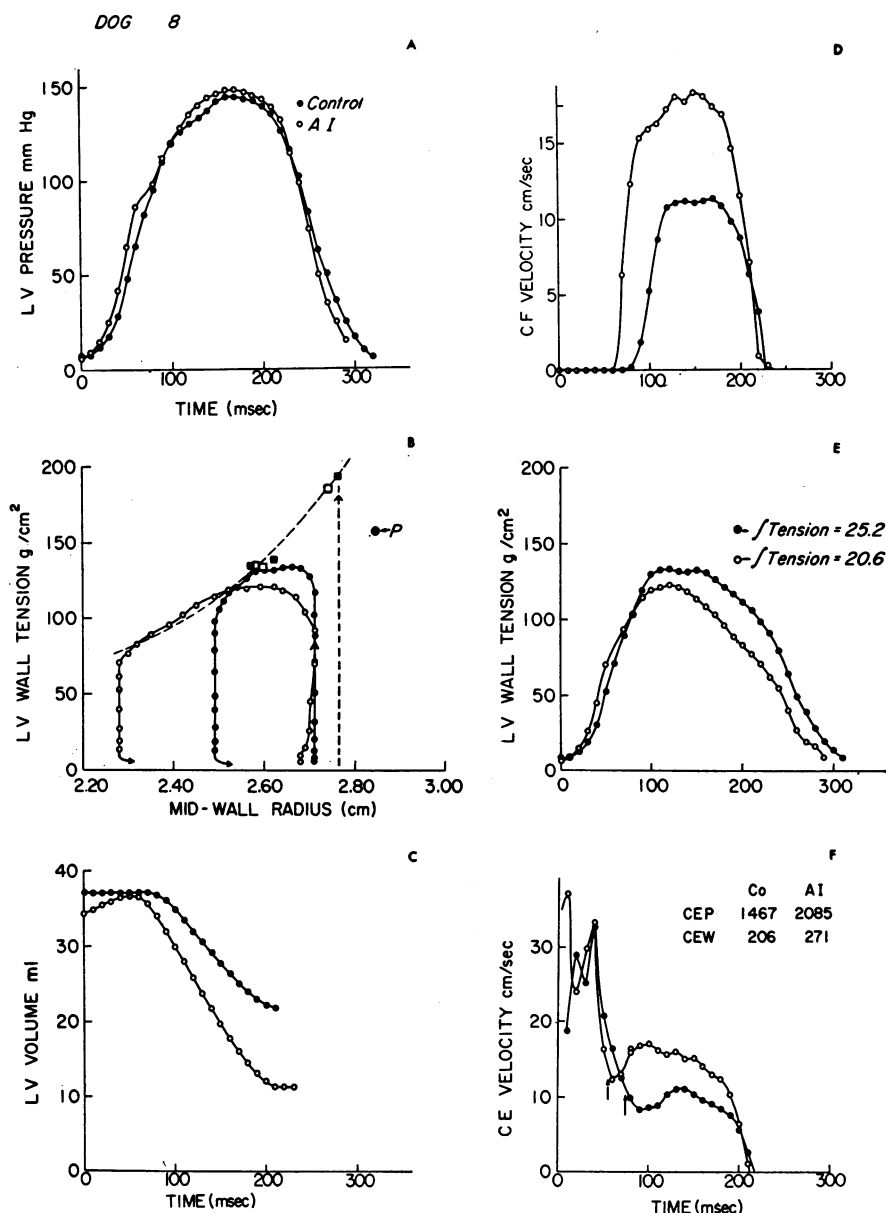 DOG 8
A
LV PRESSURE mm Hg
150
100
50
0
0 100 200 300
TIME (msec)
Control
AI
D
CF VELOCITY cm/sec
15
10
5
0
0 100 200 300
B
LV WALL TENSION g/cm²
200
150
100
50
0
2.20 2.40 2.60 2.80 3.00
MID-WALL RADIUS (cm)
P
E
LV WALL TENSION g/cm²
200
150
100
50
0
0 100 200 300
∫Tension = 25.2
∫Tension = 20.6
C
LV VOLUME ml
40
30
20
10
0
0 100 200 300
TIME (msec)
F
CE VELOCITY cm/sec
30
20
10
0
0 100 200 300
TIME (msec)
Co AI
CEP 1467 2085
CEW 206 271